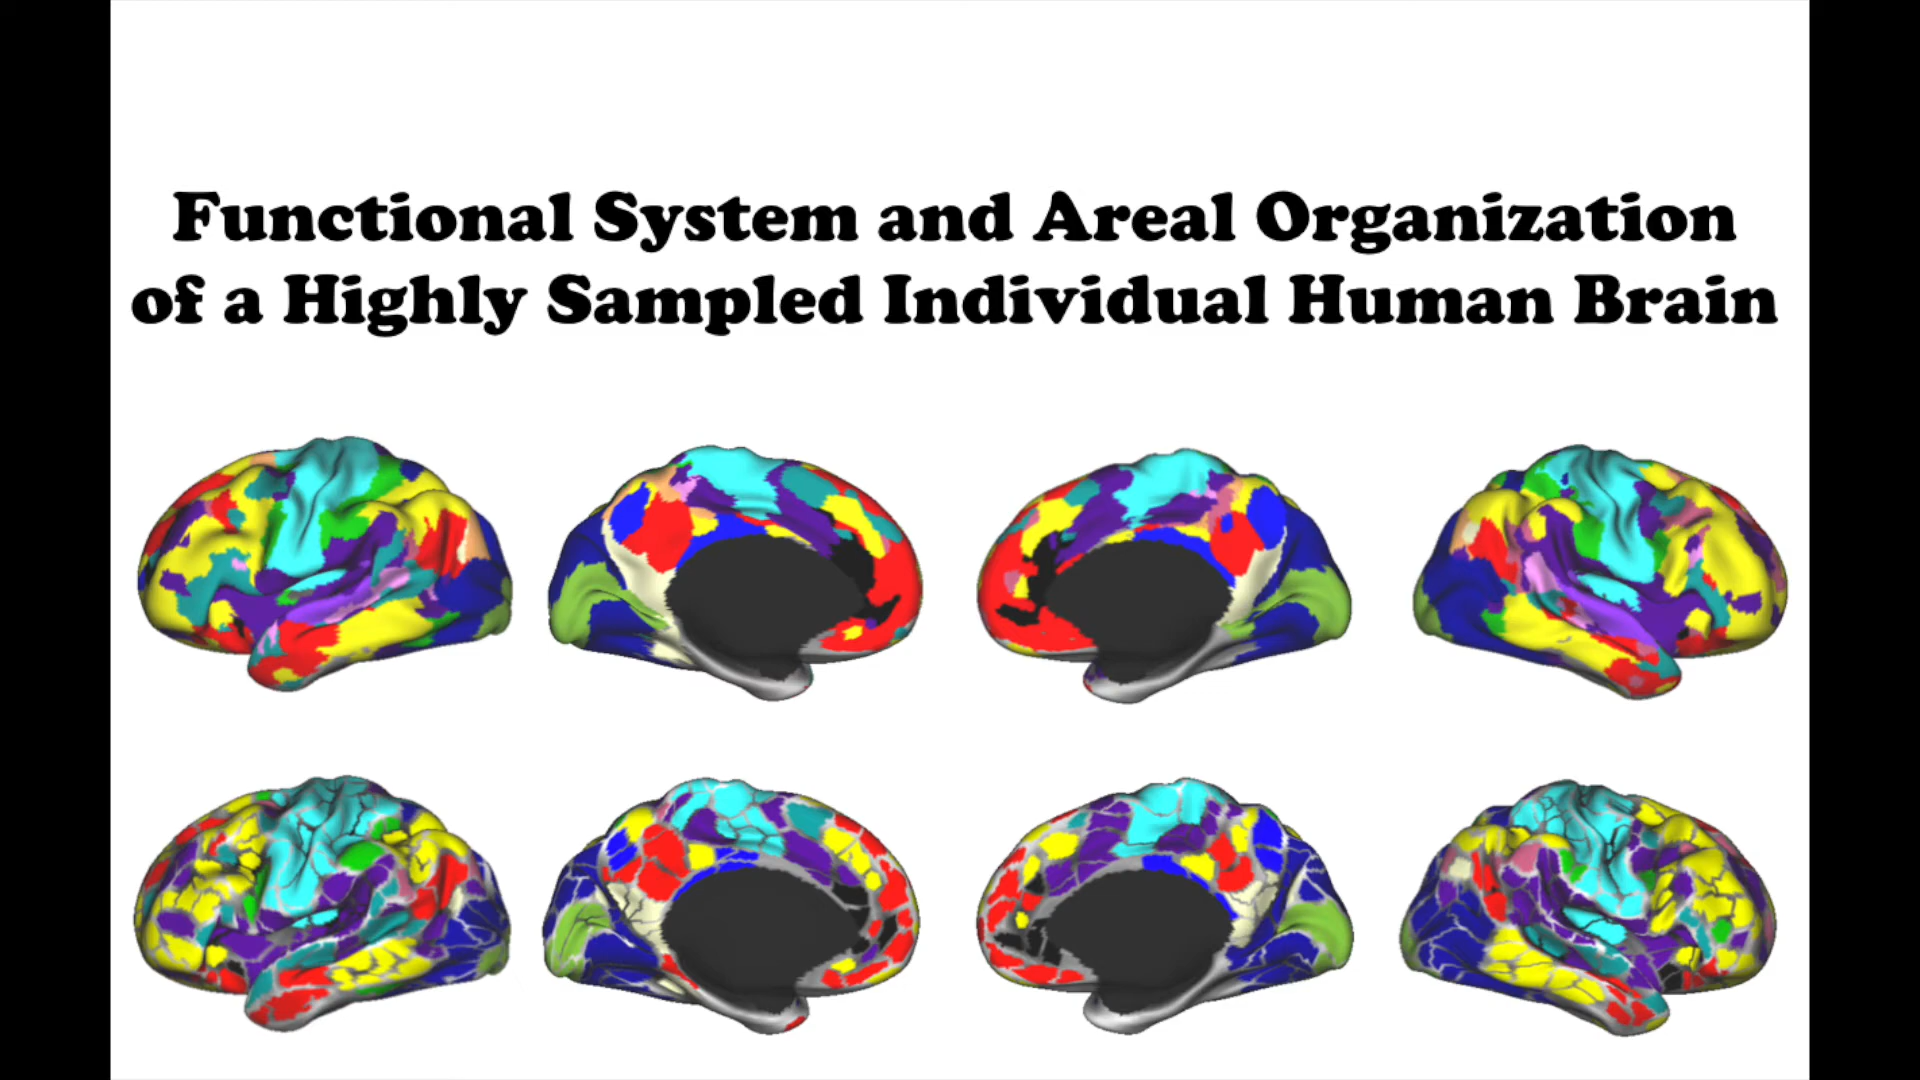 Functional System and Areal Organization
of a Highly Sampled Individual Human Brain